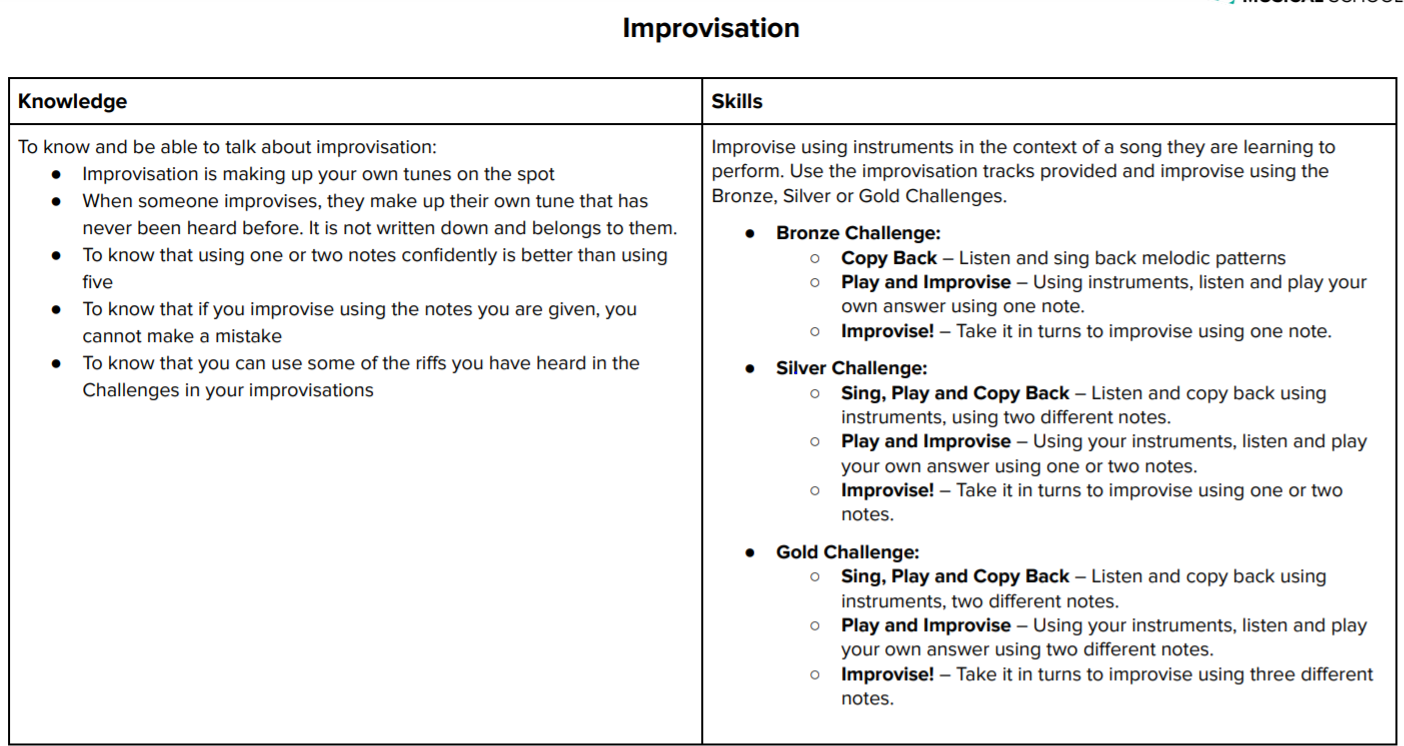 MUSICAL SCHOOL
Improvisation
Knowledge
To know and be able to talk about improvisation:
● Improvisation is making up your own tunes on the spot
● When someone improvises, they make up their own tune that has
never been heard before. It is not written down and belongs to them.
● To know that using one or two notes confidently is better than using
five
● To know that if you improvise using the notes you are given, you
cannot make a mistake
● To know that you can use some of the riffs you have heard in the
Challenges in your improvisations
Skills
Improvise using instruments in the context of a song they are learning to
perform. Use the improvisation tracks provided and improvise using the
Bronze, Silver or Gold Challenges.
● Bronze Challenge:
○ Copy Back – Listen and sing back melodic patterns
○ Play and Improvise – Using instruments, listen and play your
own answer using one note.
○ Improvise! – Take it in turns to improvise using one note.
● Silver Challenge:
○ Sing, Play and Copy Back – Listen and copy back using
instruments, using two different notes.
○ Play and Improvise – Using your instruments, listen and play
your own answer using one or two notes.
○ Improvise! – Take it in turns to improvise using one or two
notes.
● Gold Challenge:
○ Sing, Play and Copy Back – Listen and copy back using
instruments, two different notes.
○ Play and Improvise – Using your instruments, listen and play
your own answer using two different notes.
○ Improvise! – Take it in turns to improvise using three different
notes.